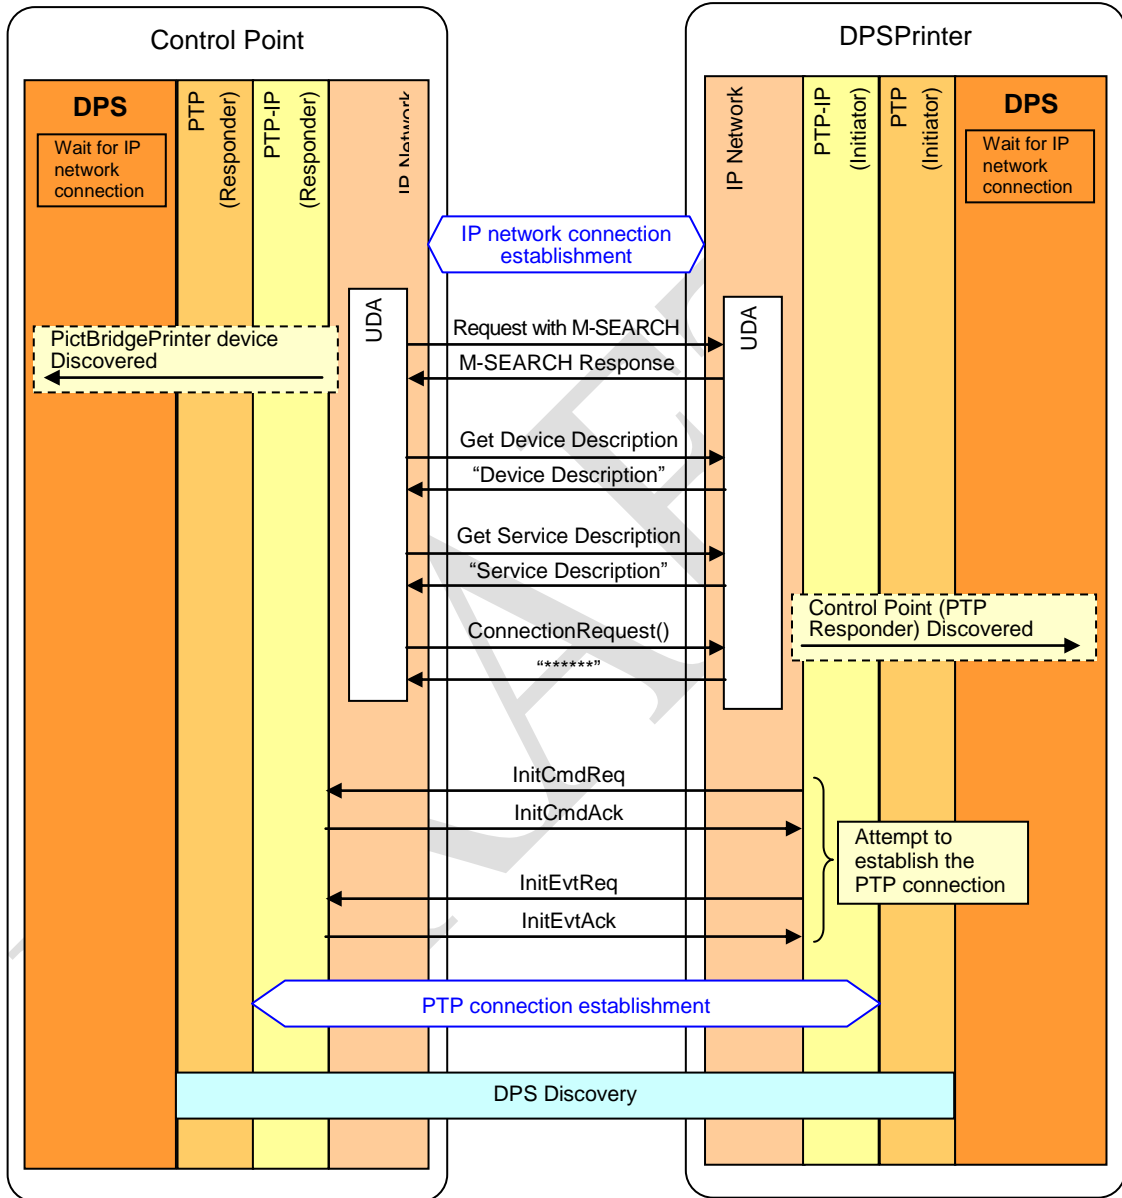 Control Point
DPSPrinter
DPS
Wait for IP
network
connection
PTP
(Responder)
PTP-IP
(Responder)
IP Network
IP Network
PTP-IP
(Initiator)
PTP
(Initiator)
DPS
Wait for IP
network
connection
IP network connection
establishment
UDA
UDA
PictBridgePrinter device
Discovered
Request with M-SEARCH
M-SEARCH Response
Get Device Description
“Device Description”
Get Service Description
“Service Description”
Control Point (PTP
Responder) Discovered
ConnectionRequest()
“******”
InitCmdReq
InitCmdAck
Attempt to
establish the
PTP connection
InitEvtReq
InitEvtAck
PTP connection establishment
DPS Discovery